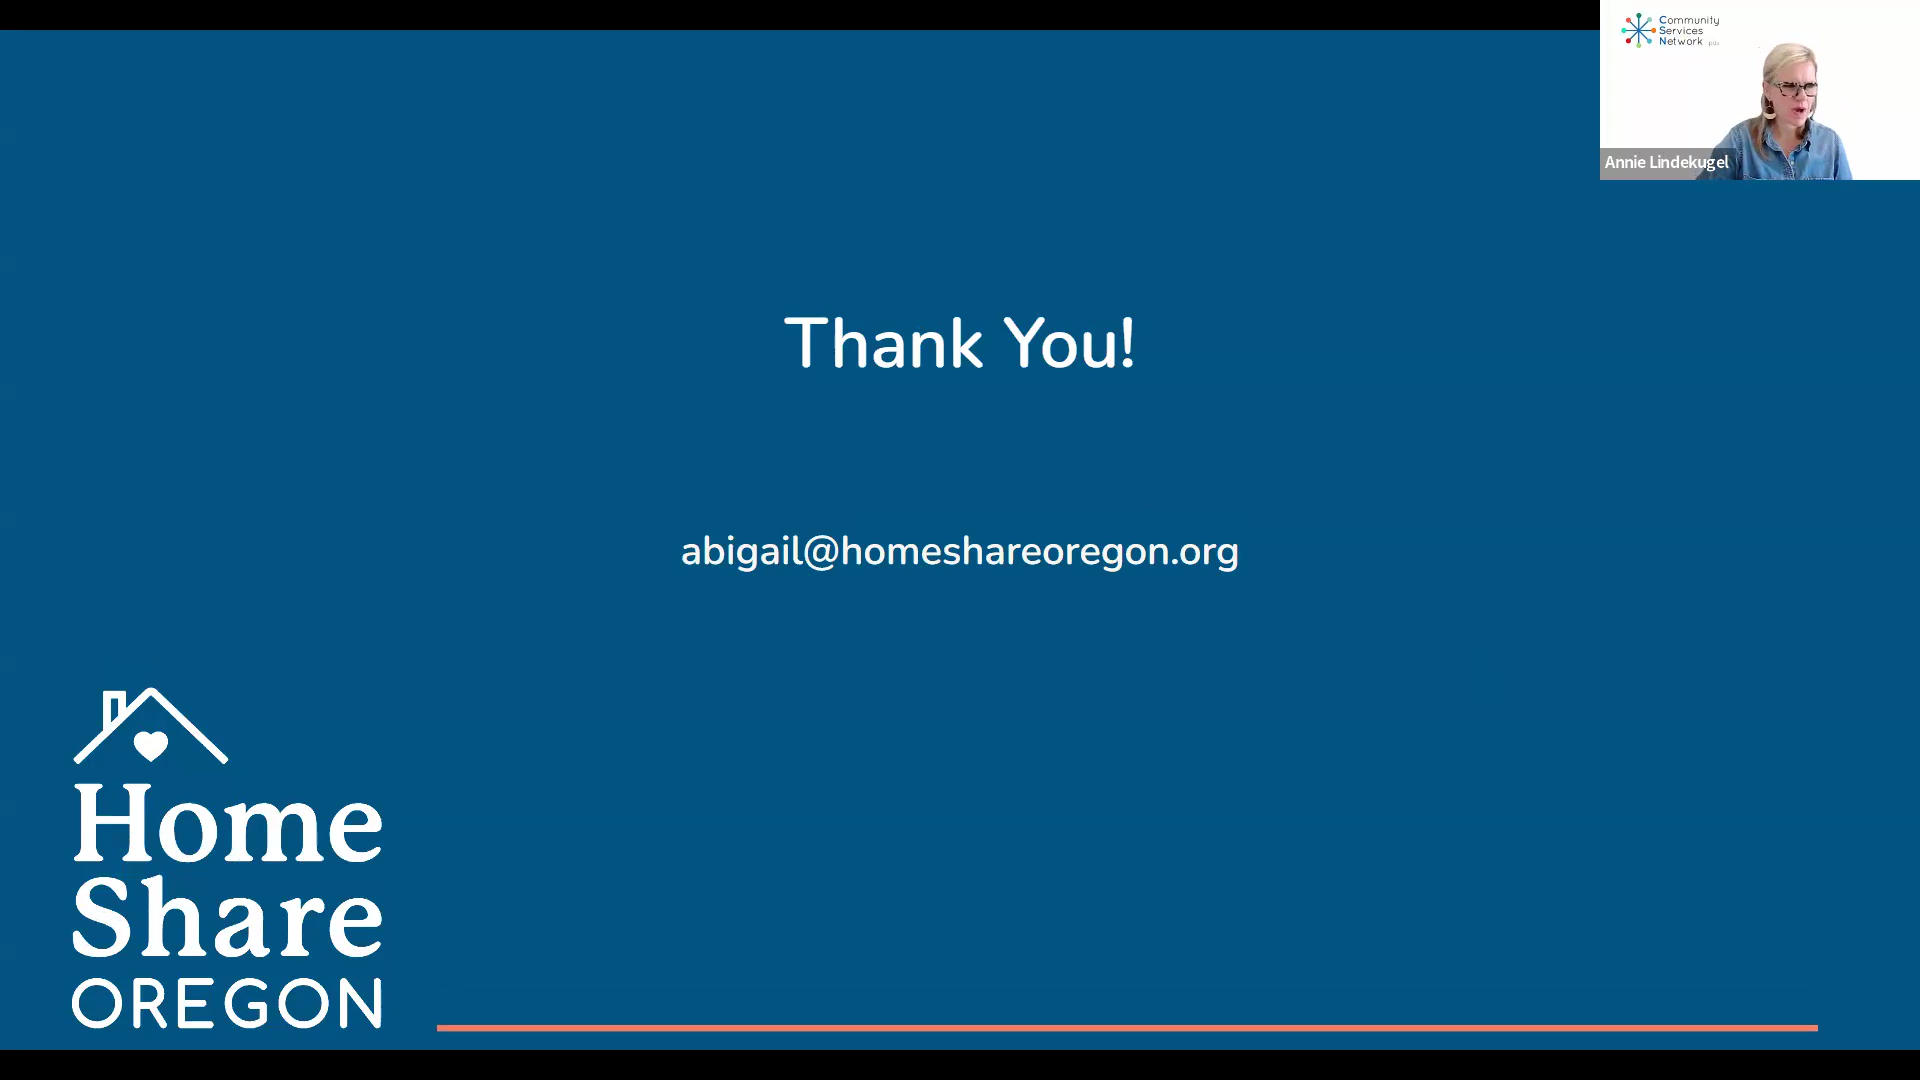 Community
Services
Network
Annie Lindekugel
Thank You!
abigail@homeshareoregon.org
Home
Share
OREGON